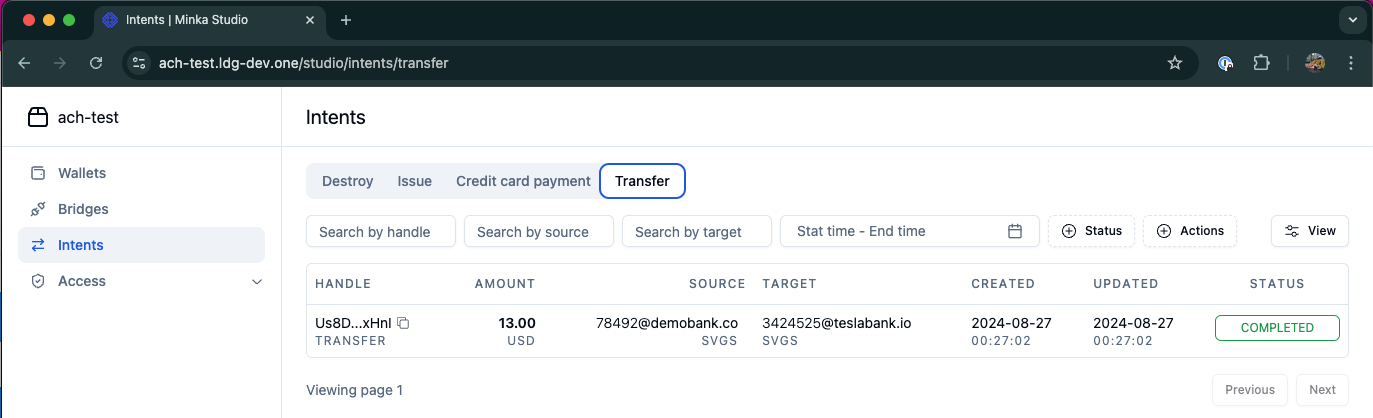 Intents | Minka Studio
ach-test.ldg-dev.one/studio/intents/transfer
ach-test
Intents
Wallets
Bridges
Intents
Access
Destroy Issue Credit card payment Transfer
Search by handle Search by source Search by target Stat time - End time Status Actions View
HANDLE AMOUNT SOURCE TARGET CREATED UPDATED STATUS
Us8D...xHnI 13.00 78492@demobank.co 3424525@teslabank.io 2024-08-27 2024-08-27 COMPLETED
TRANSFER USD SVGS SVGS 00:27:02 00:27:02
Viewing page 1 Previous Next